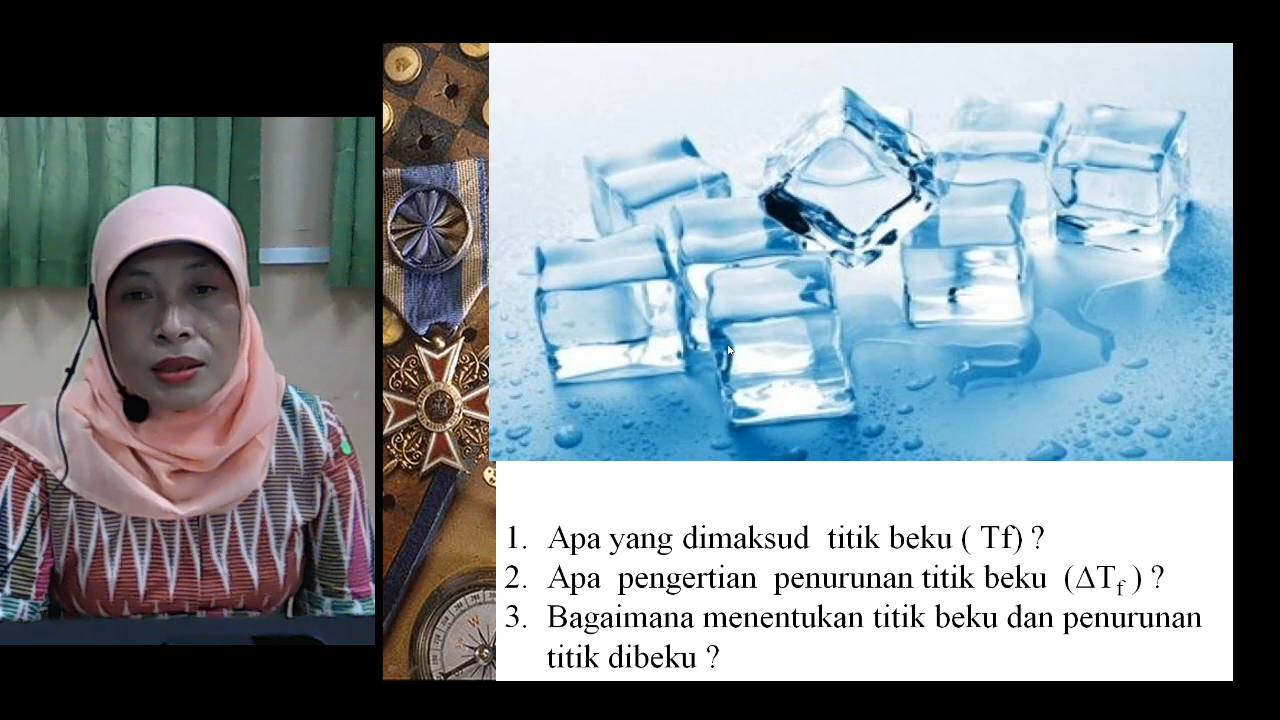 1. Apa yang dimaksud titik beku ( Tf) ?
2. Apa pengertian penurunan titik beku (ΔTf ) ?
3. Bagaimana menentukan titik beku dan penurunan
titik dibeku ?